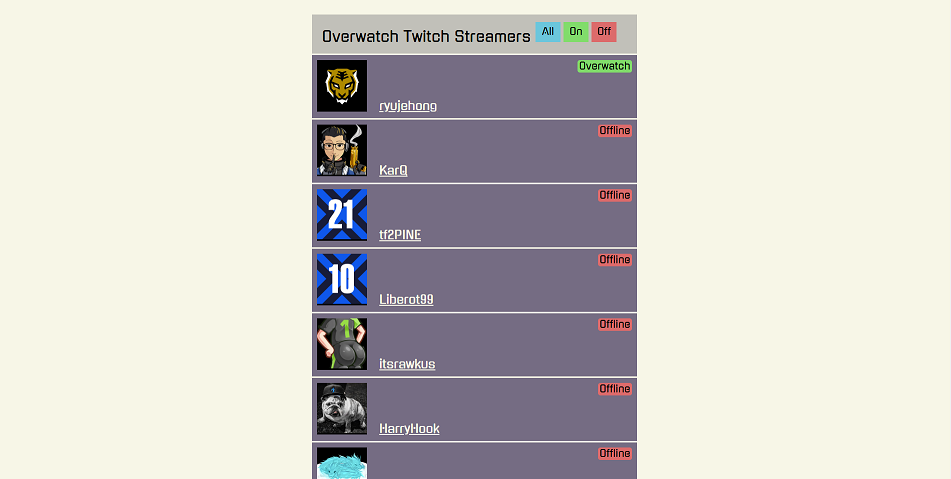 Overwatch Twitch Streamers All On Off
Overwatch
ryujehong
Offline
KarQ
Offline
21
tf2PINE
Offline
10
Liberot99
Offline
1
itsrawkus
Offline
HarryHook
Offline